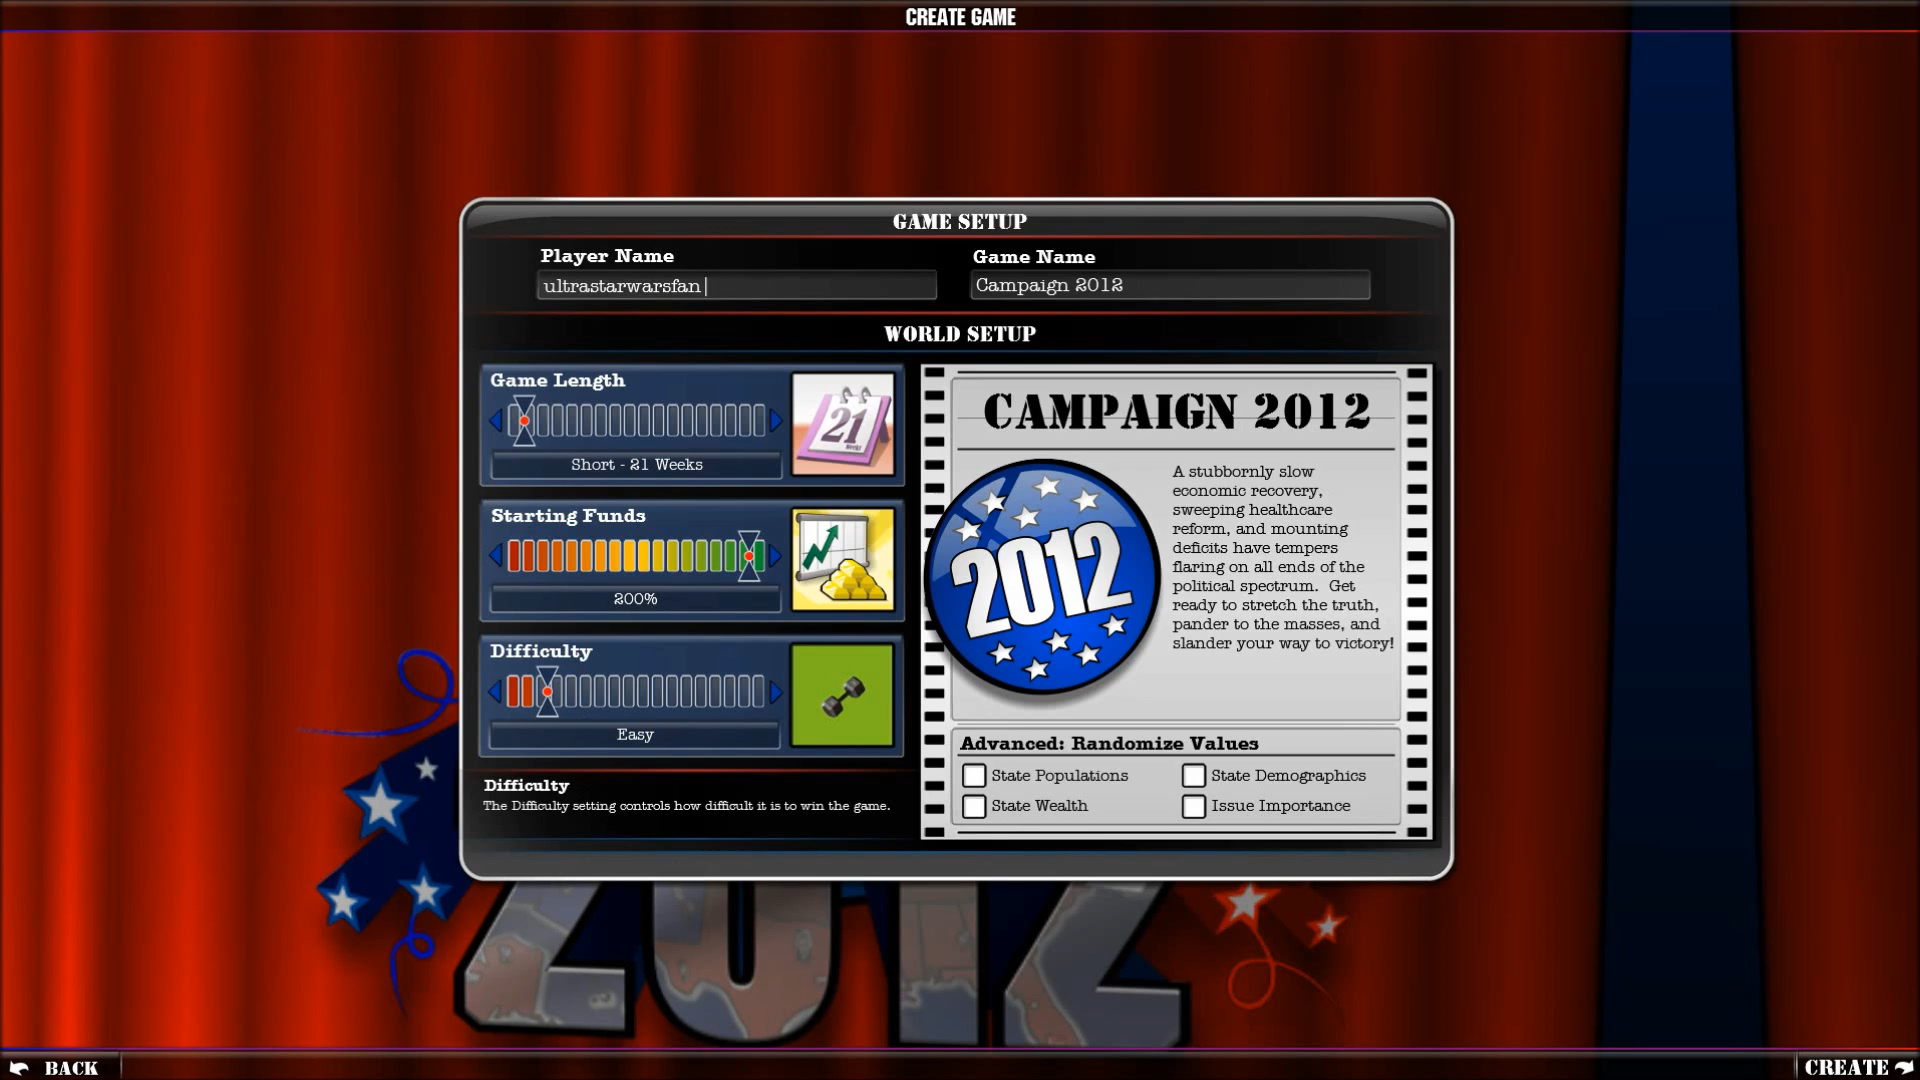 CREATE GAME
GAME SETUP
Player Name
Game Name
ultrastarwarsfan
Campaign 2012
WORLD SETUP
Game Length
21
Short - 21 Weeks
Starting Funds
200%
Difficulty
Easy
Difficulty
The Difficulty setting controls how difficult it is to win the game.
CAMPAIGN 2012
2012
A stubbornly slow
economic recovery,
sweeping healthcare
reform, and mounting
deficits have tempers
flaring on all ends of the
political spectrum. Get
ready to stretch the truth,
pander to the masses, and
slander your way to victory!
Advanced: Randomize Values
State Populations
State Demographics
State Wealth
Issue Importance
2012
BACK
CREATE